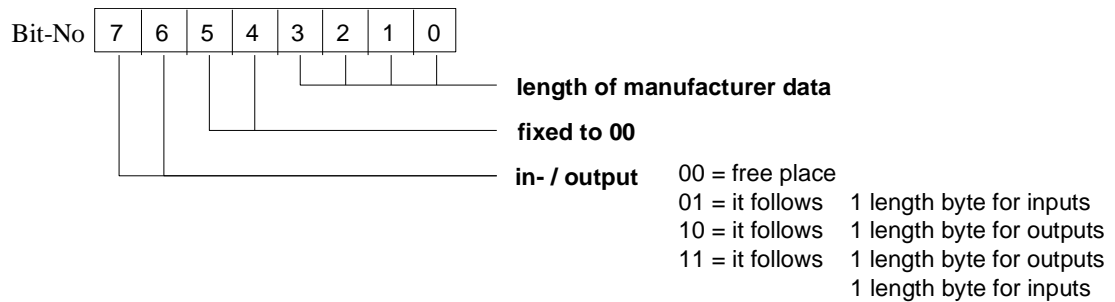 Bit-No 7 6 5 4 3 2 1 0
length of manufacturer data
fixed to 00
in- / output 00 = free place
01 = it follows 1 length byte for inputs
10 = it follows 1 length byte for outputs
11 = it follows 1 length byte for outputs
1 length byte for inputs